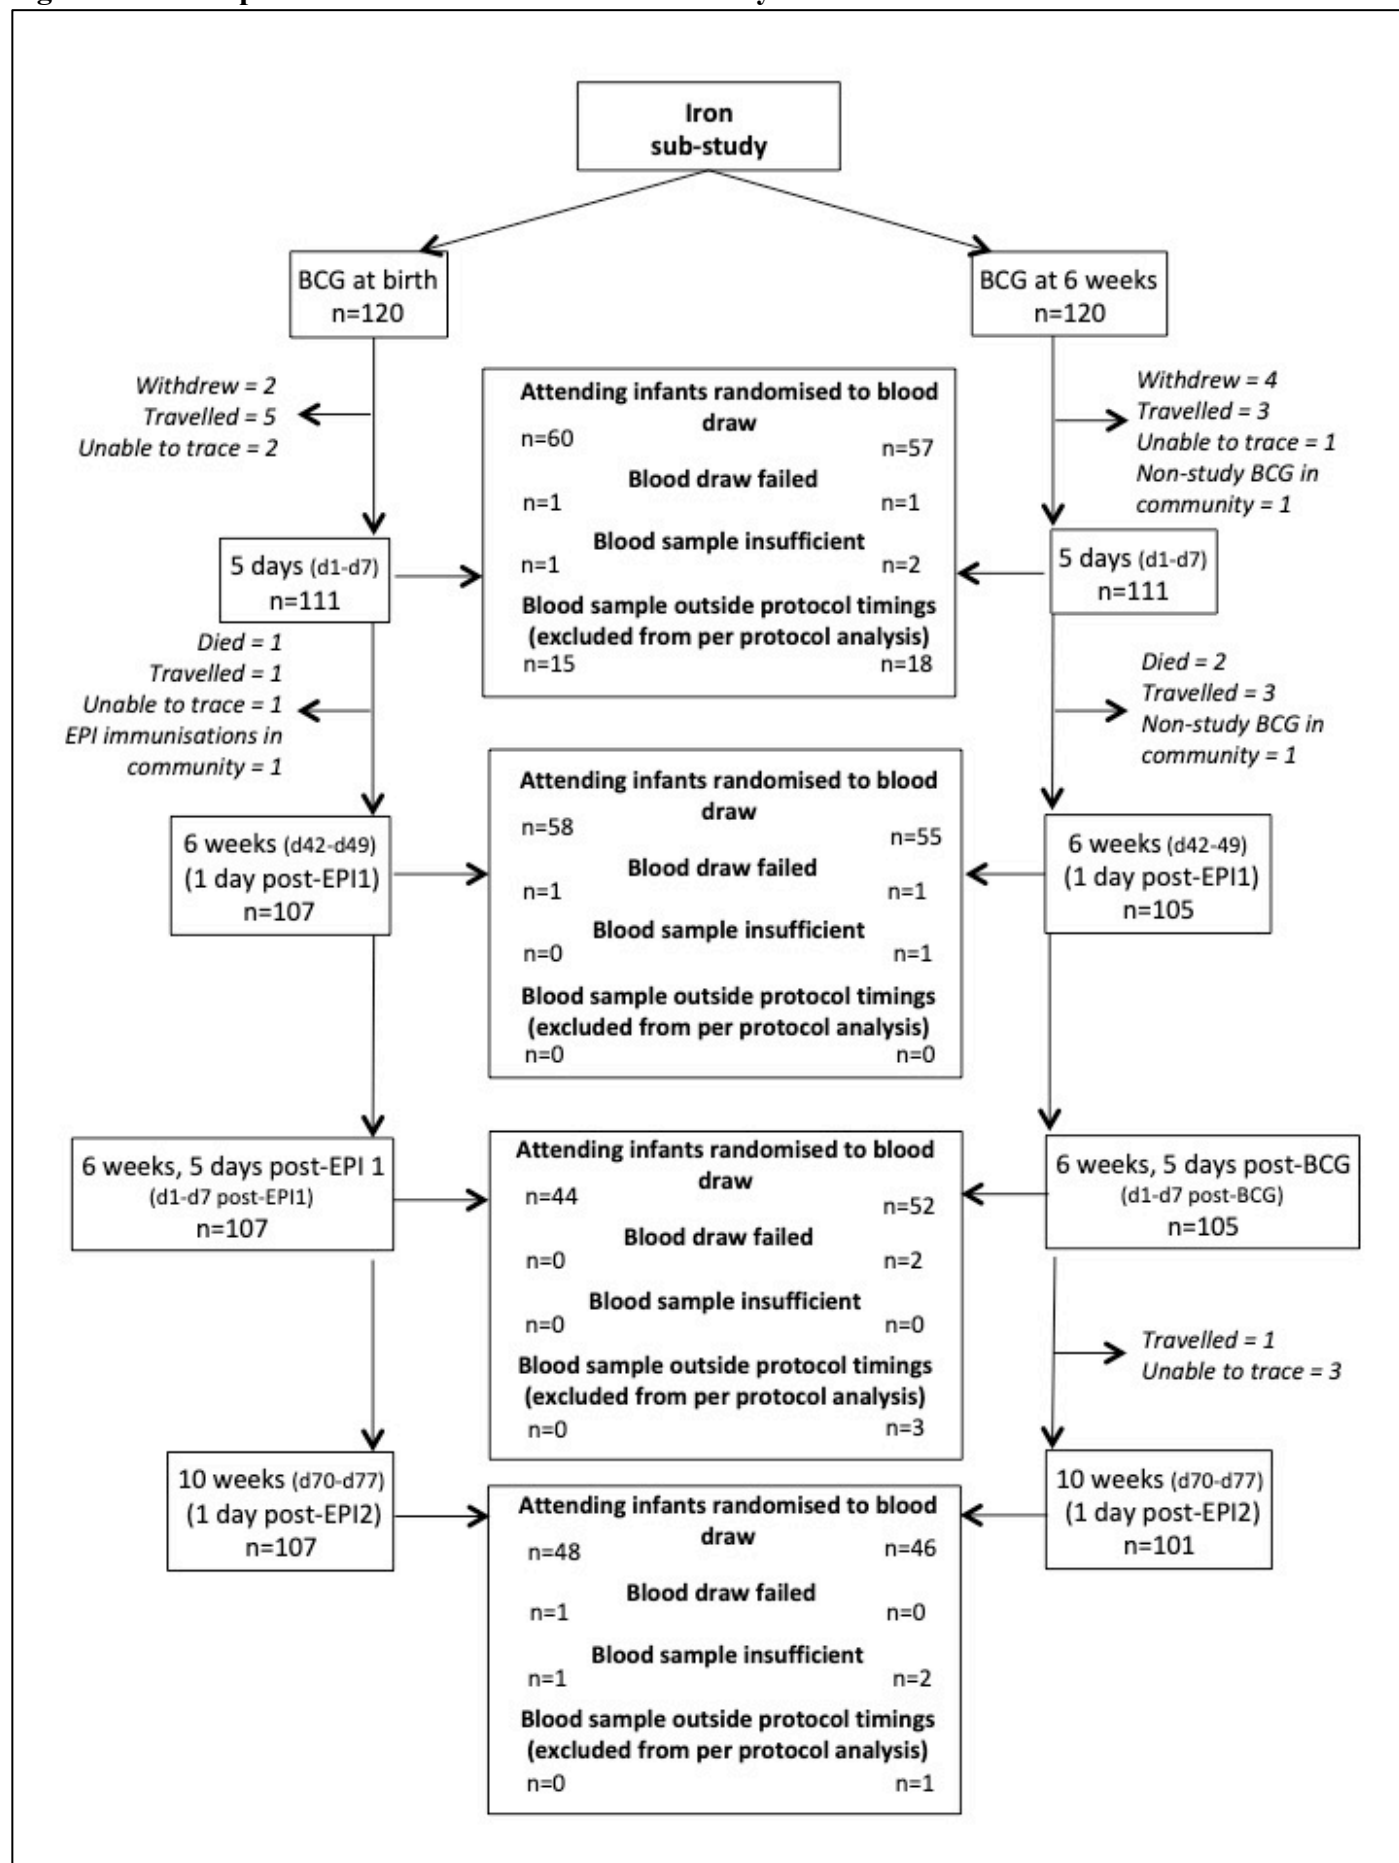 Iron
sub-study
BCG at birth
n=120
BCG at 6 weeks
n=120
Withdrew = 2
Travelled = 5
Unable to trace = 2
Withdrew = 4
Travelled = 3
Unable to trace = 1
Non-study BCG in
community = 1
Attending infants randomised to blood
draw
n=60
n=57
Blood draw failed
n=1
n=1
Blood sample insufficient
n=1
n=2
Blood sample outside protocol timings
(excluded from per protocol analysis)
n=15
n=18
5 days (d1-d7)
n=111
5 days (d1-d7)
n=111
Died = 1
Travelled = 1
Unable to trace = 1
EPI immunisations in
community = 1
Died = 2
Travelled = 3
Non-study BCG in
community = 1
Attending infants randomised to blood
draw
n=58
n=55
Blood draw failed
n=1
n=1
Blood sample insufficient
n=0
n=1
Blood sample outside protocol timings
(excluded from per protocol analysis)
n=0
n=0
6 weeks (d42-d49)
(1 day post-EPI1)
n=107
6 weeks (d42-49)
(1 day post-EPI1)
n=105
6 weeks, 5 days post-EPI 1
(d1-d7 post-EPI1)
n=107
Attending infants randomised to blood
draw
n=44
n=52
Blood draw failed
n=0
n=2
Blood sample insufficient
n=0
n=0
Blood sample outside protocol timings
(excluded from per protocol analysis)
n=0
n=3
6 weeks, 5 days post-BCG
(d1-d7 post-BCG)
n=105
Travelled = 1
Unable to trace = 3
10 weeks (d70-d77)
(1 day post-EPI2)
n=107
Attending infants randomised to blood
draw
n=48
n=46
Blood draw failed
n=1
n=0
Blood sample insufficient
n=1
n=2
Blood sample outside protocol timings
(excluded from per protocol analysis)
n=0
n=1
10 weeks (d70-d77)
(1 day post-EPI2)
n=101